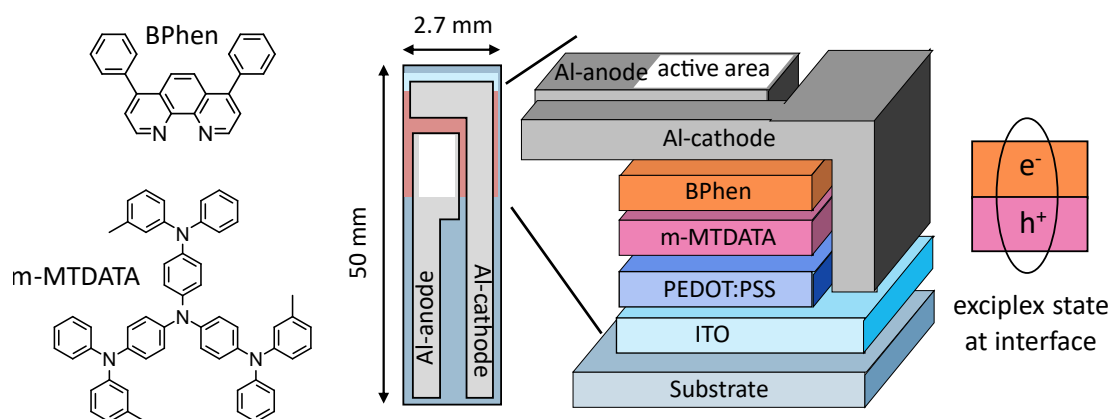 BPhen
N
N
m-MTDATA
N
N
N
N
2.7 mm
50 mm
Al-anode
Al-cathode
Al-anode
active area
Al-cathode
BPhen
m-MTDATA
PEDOT:PSS
ITO
Substrate
e-
h+
exciplex state
at interface